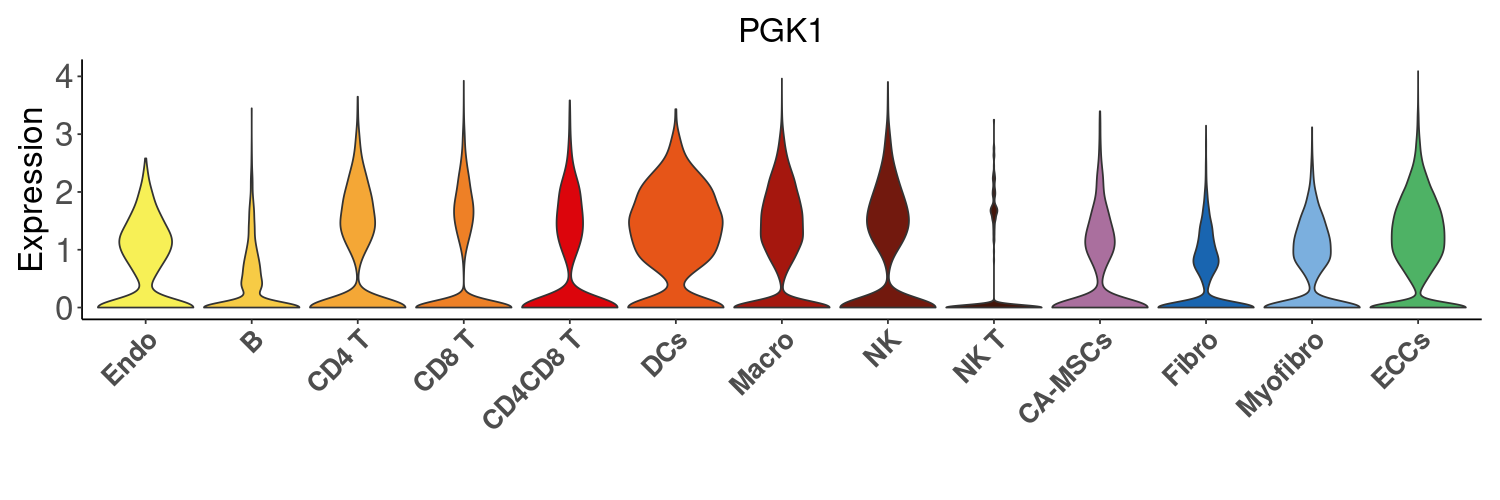 PGK1
Expression
4
3
2
1
0
Endo
B
CD4 T
CD8 T
CD4CD8 T
DCs
Macro
NK
NK T
CA-MSCs
Fibro
Myofibro
ECCs